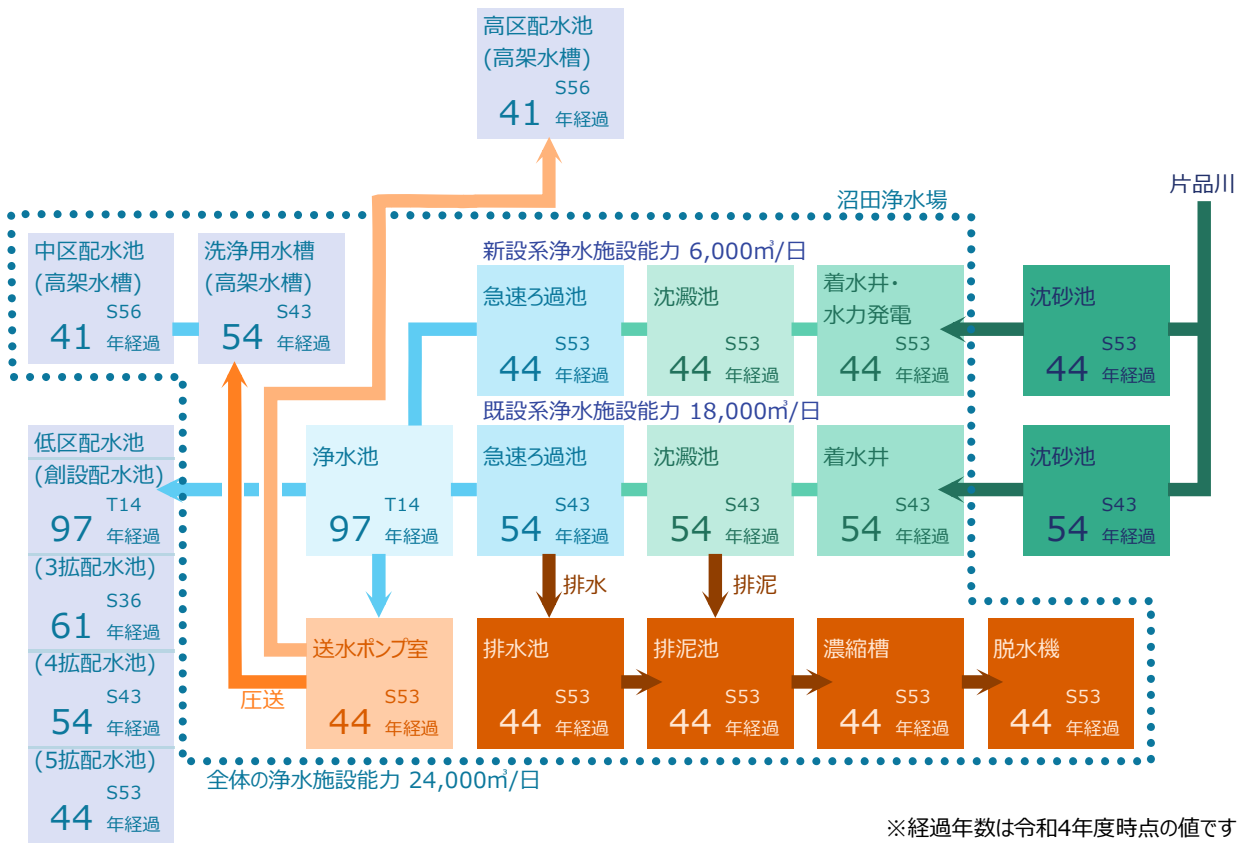 高区配水池
(高架水槽)
S56
41 年経過
片品川
沼田浄水場
中区配水池
(高架水槽)
S56
41 年経過
洗浄用水槽
(高架水槽)
S43
54 年経過
新設系浄水施設能力 6,000㎥/日
急速ろ過池
S53
44 年経過
沈澱池
S53
44 年経過
着水井・
水力発電
S53
44 年経過
沈砂池
S53
44 年経過
既設系浄水施設能力 18,000㎥/日
低区配水池
(創設配水池)
T14
97 年経過
(3拡配水池)
S36
61 年経過
(4拡配水池)
S43
54 年経過
(5拡配水池)
S53
44 年経過
浄水池
T14
97 年経過
急速ろ過池
S43
54 年経過
沈澱池
S43
54 年経過
着水井
S43
54 年経過
沈砂池
S43
54 年経過
排水
排泥
圧送
送水ポンプ室
S53
44 年経過
排水池
S53
44 年経過
排泥池
S53
44 年経過
濃縮槽
S53
44 年経過
脱水機
S53
44 年経過
全体の浄水施設能力 24,000㎥/日
※経過年数は令和4年度時点の値です